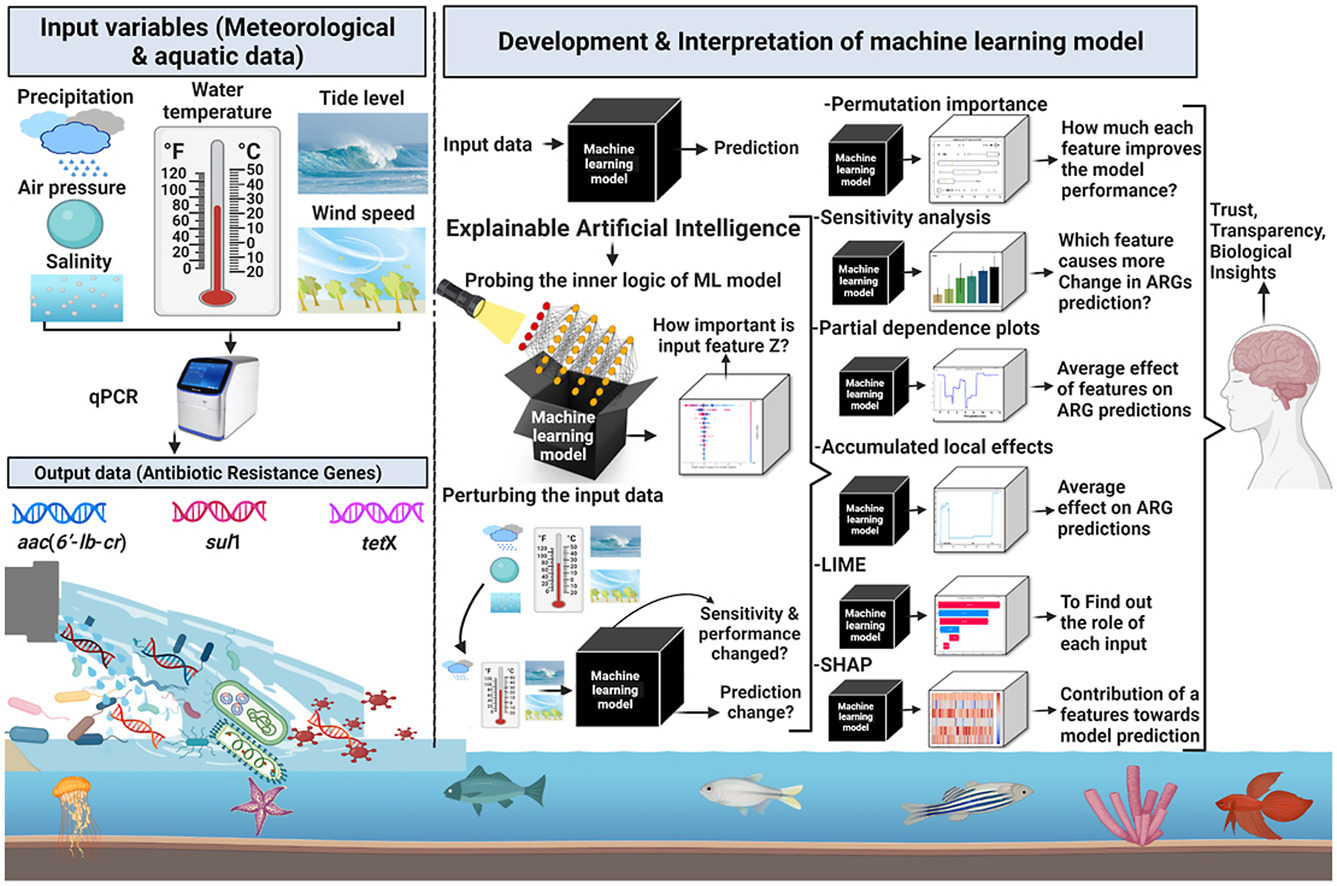 Input variables (Meteorological
& aquatic data)
Precipitation
Water
temperature
Tide level
°F
°C
120
100
80
60
40
20
0
50
40
30
20
10
0
10
20
Air pressure
Wind speed
Salinity
qPCR
Output data (Antibiotic Resistance Genes)
aac(6′-lb-cr)
sul1
tetX
Development & Interpretation of machine learning model
Input data
Machine
learning
model
Prediction
Explainable Artificial Intelligence
Probing the inner logic of ML model
How important is
input feature Z?
Machine
learning
model
Perturbing the input data
°F
°C
120
100
80
60
40
20
0
50
40
30
20
10
0
10
20
Sensitivity &
performance
changed?
°F
°C
Machine
learning
model
Prediction
change?
-Permutation importance
Machine
learning
model
How much each
feature improves
the model
performance?
-Sensitivity analysis
Machine
learning
model
Which feature
causes more
Change in ARGs
prediction?
-Partial dependence plots
Machine
learning
model
Average effect
of features on
ARG predictions
-Accumulated local effects
Machine
learning
model
Average
effect on ARG
predictions
-LIME
Machine
learning
model
To Find out
the role of
each input
-SHAP
Machine
learning
model
Contribution of a
features towards
model prediction
Trust,
Transparency,
Biological
Insights